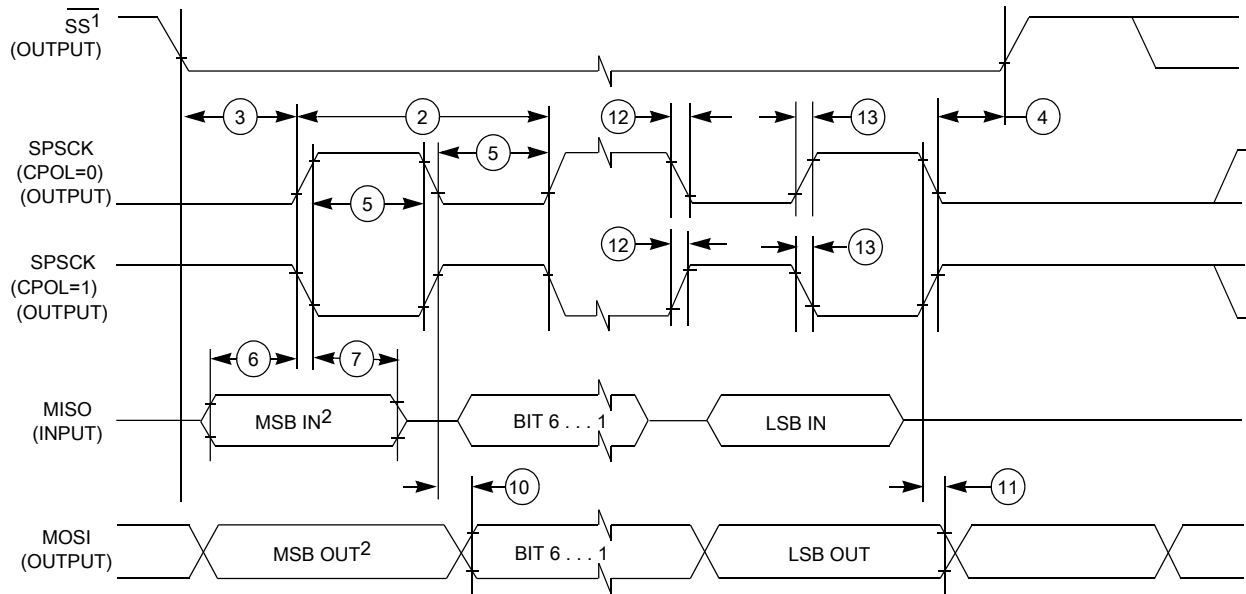 SS¹
(OUTPUT)
3
2
12
13
4
SPSCK
(CPOL=0)
(OUTPUT)
5
5
12
13
SPSCK
(CPOL=1)
(OUTPUT)
6
7
MISO
(INPUT)
MSB IN²
BIT 6 . . . 1
LSB IN
10
11
MOSI
(OUTPUT)
MSB OUT²
BIT 6 . . . 1
LSB OUT